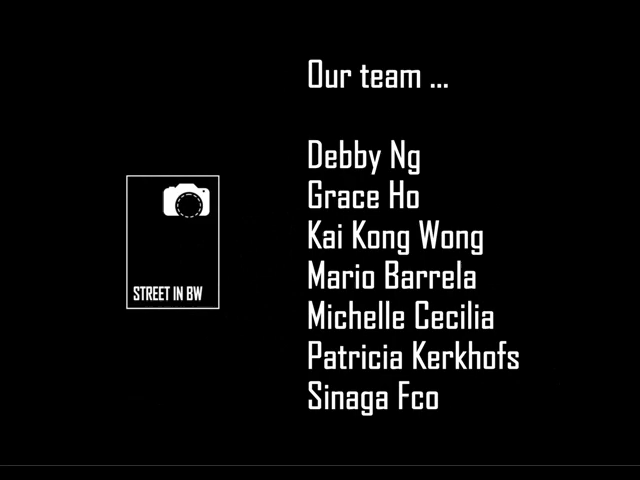 Our team ...
Debby Ng
Grace Ho
Kai Kong Wong
Mario Barrela
Michelle Cecilia
Patricia Kerkhofs
Sinaga Fco
STREET IN BW